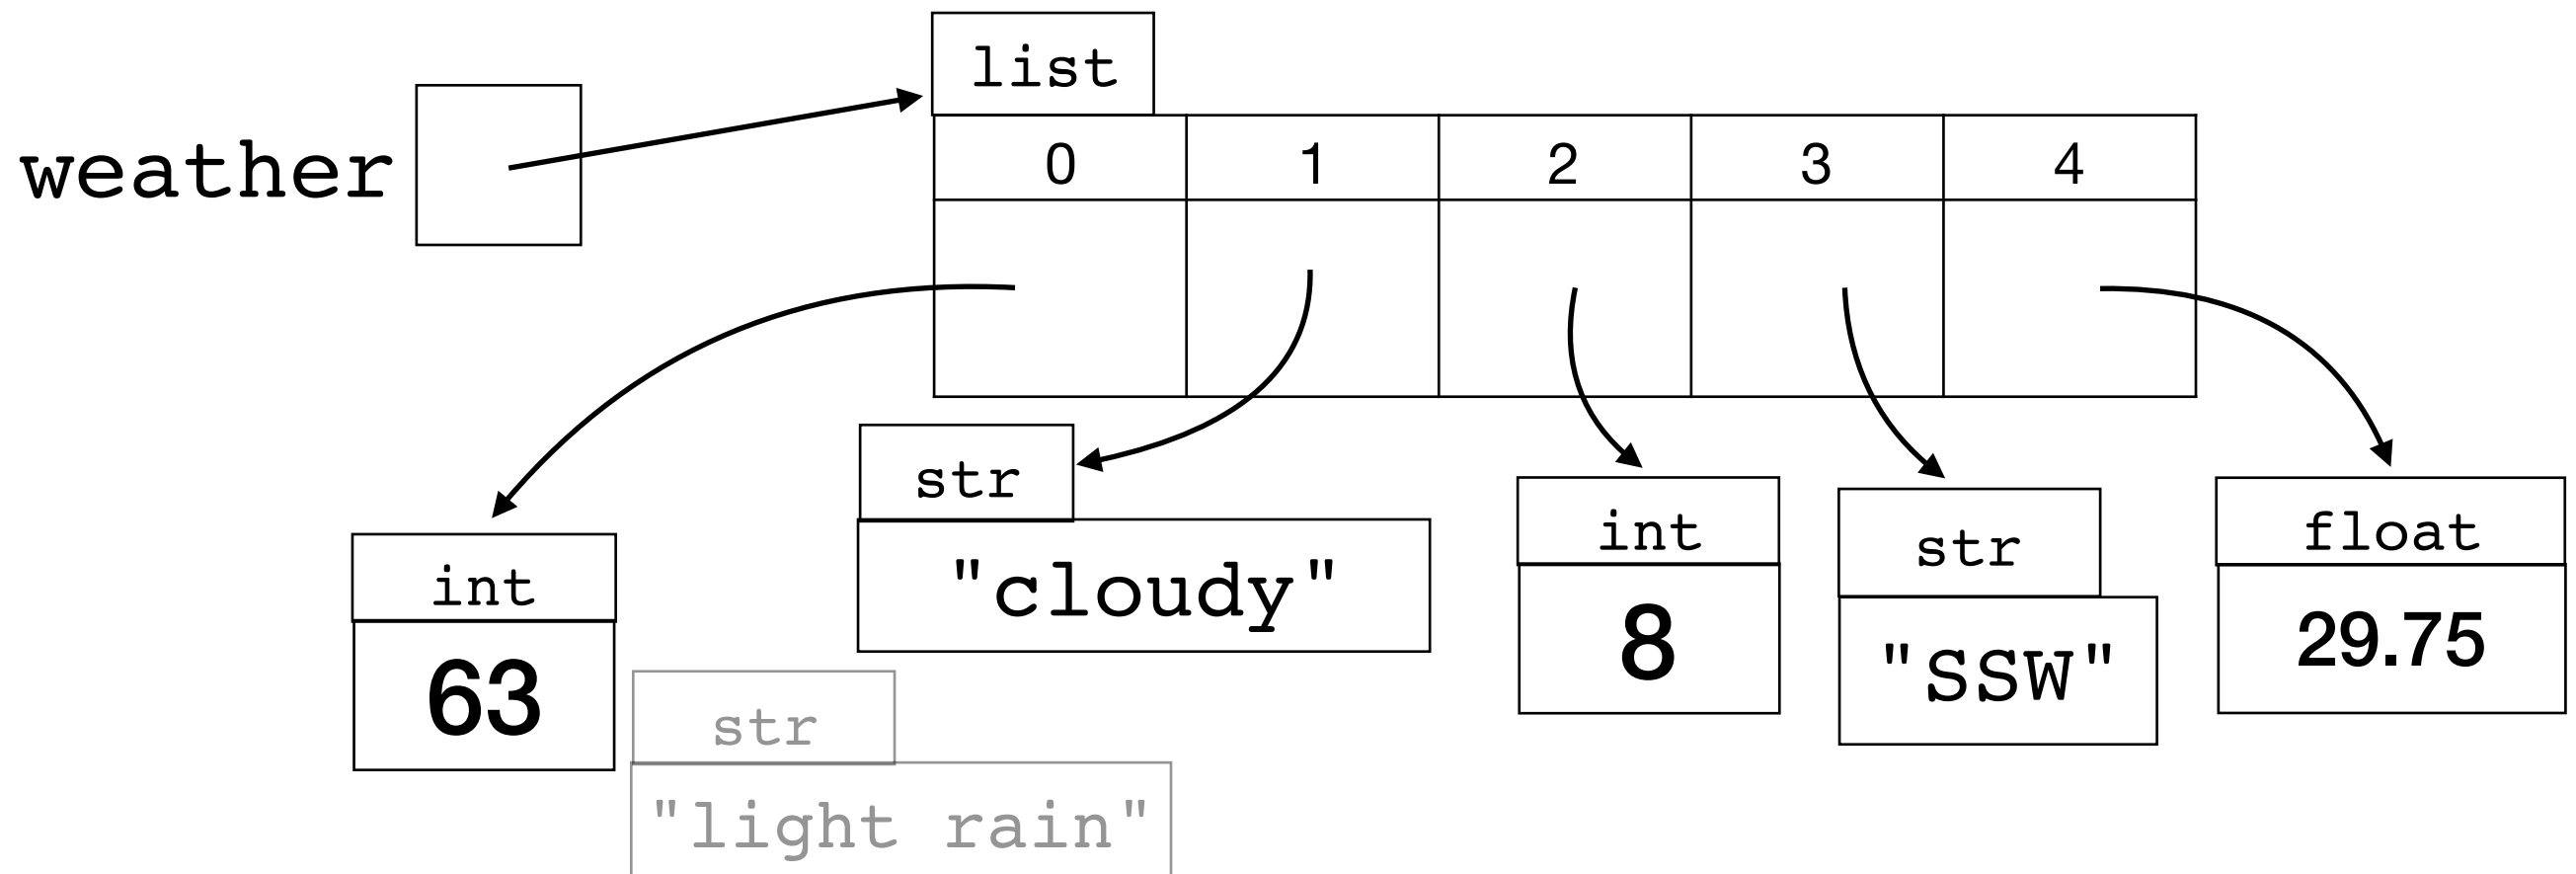 list
weather
0 1 2 3 4
str
"cloudy"
int
63
int
8
str
"SSW"
float
29.75
str
"light rain"